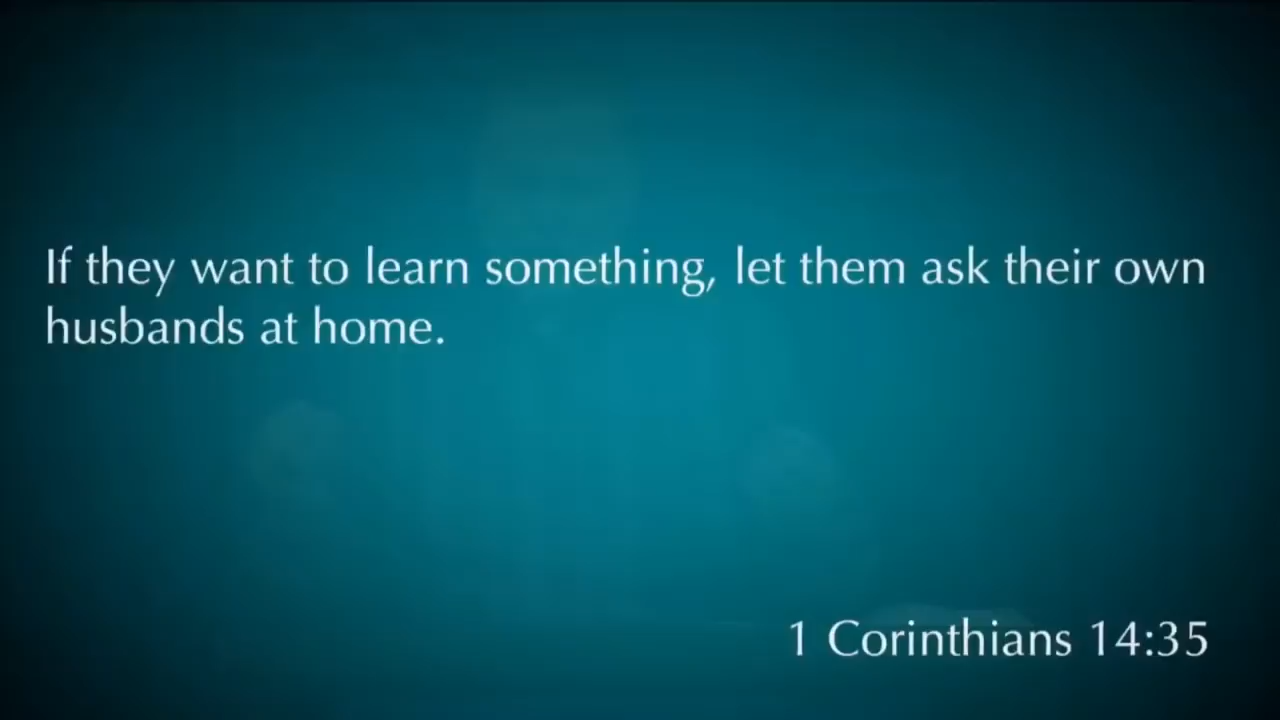 If they want to learn something, let them ask their own
husbands at home.
1 Corinthians 14:35